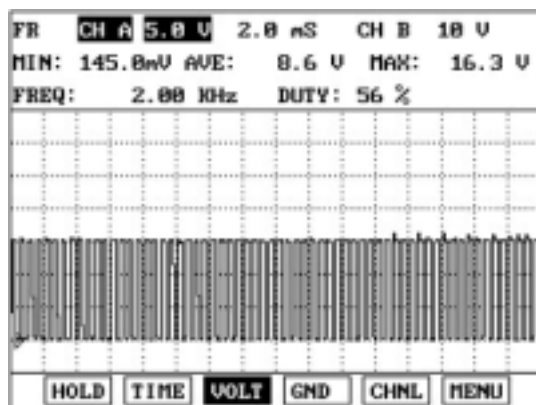 FR CH A 5.0 V 2.0 mS CH B 10 V
MIN: 145.0mV AVE: 8.6 V MAX: 16.3 V
FREQ: 2.00 KHz DUTY: 56 %
HOLD TIME VOLT GND CHNL MENU